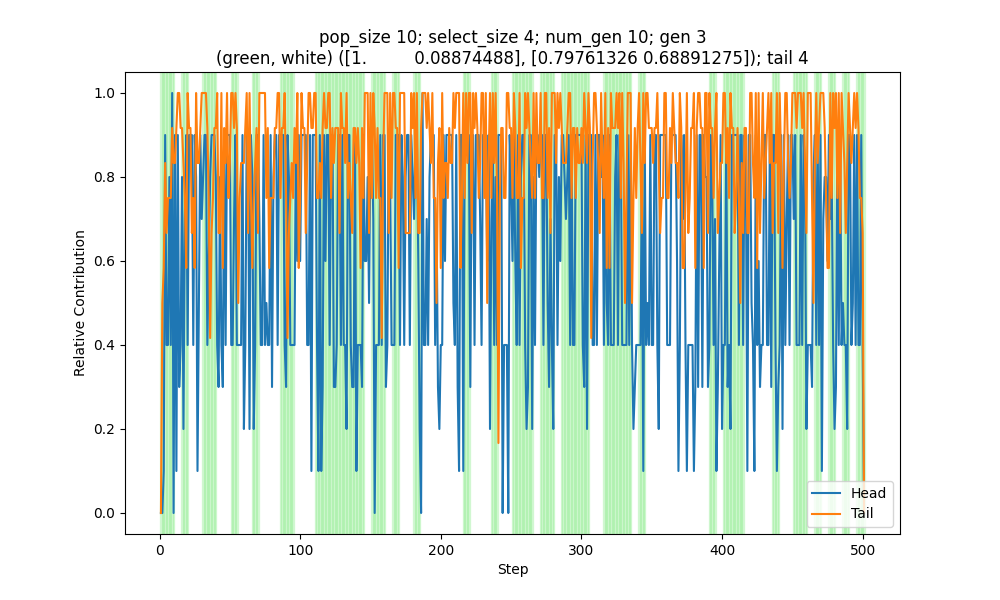 pop_size 10; select_size 4; num_gen 10; gen 3
(green, white) ([1. 0.08874488], [0.79761326 0.68891275]); tail 4
1.0
0.8
0.6
0.4
0.2
0.0
Relative Contribution
0 100 200 300 400 500
Step
Head
Tail